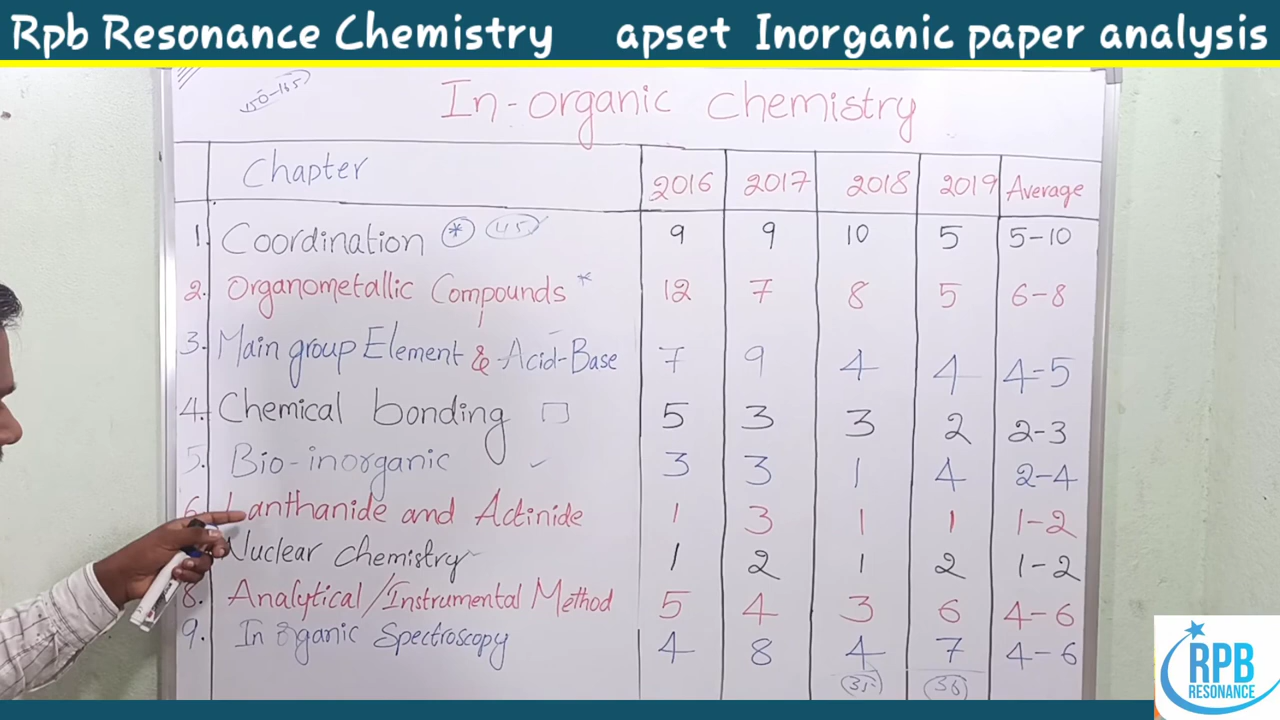 Rpb Resonance Chemistry apset Inorganic paper analysis
150-165
In-organic Chemistry
Chapter 2016 2017 2018 2019 Average
1. Coordination * 45 9 9 10 5 5-10
2. Organometallic Compounds * 12 7 8 5 6-8
3. Main group Element & Acid-Base 7 9 4 4 4-5
4. Chemical bonding 5 3 3 2 2-3
5. Bio-inorganic 3 3 1 4 2-4
6. Lanthanide and Actinide 1 3 1 1 1-2
Nuclear chemistry 1 2 1 2 1-2
8. Analytical/Instrumental Method 5 4 3 6 4-6
9. In organic Spectroscopy 4 8 4 7 4-6
35 36
RPB
RESONANCE